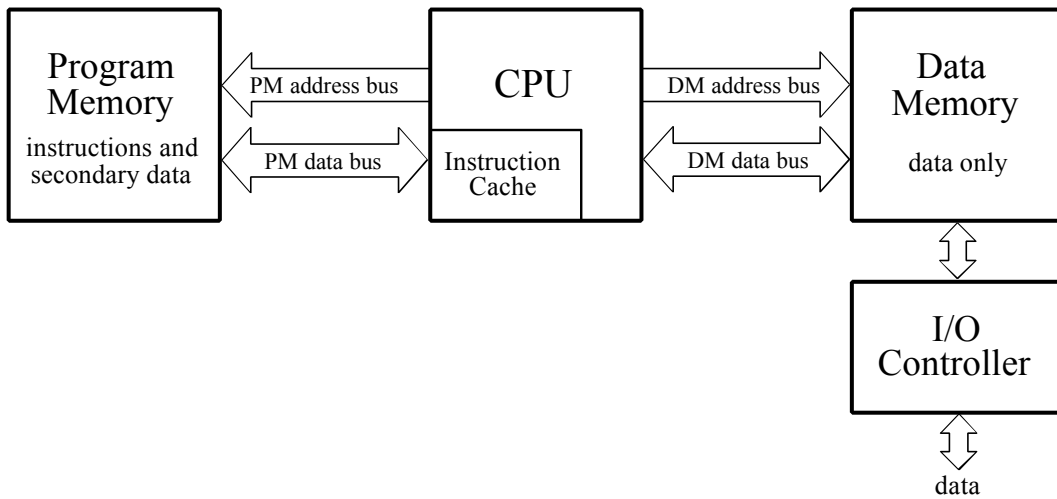 Program
Memory
instructions and
secondary data
PM address bus
PM data bus
CPU
Instruction
Cache
DM address bus
DM data bus
Data
Memory
data only
I/O
Controller
data